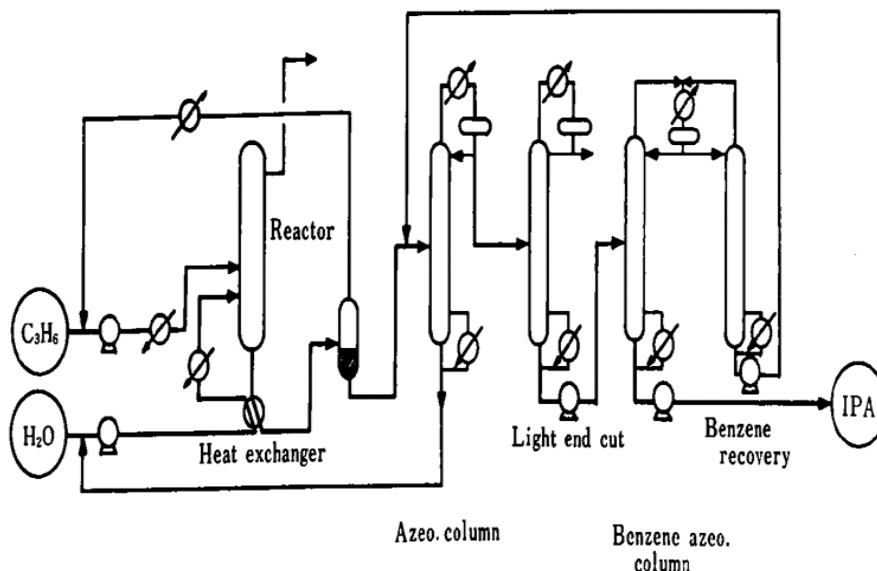 Reactor
C₃H₆
H₂O
Heat exchanger
Light end cut
Benzene
recovery
IPA
Azeo. column
Benzene azeo.
column